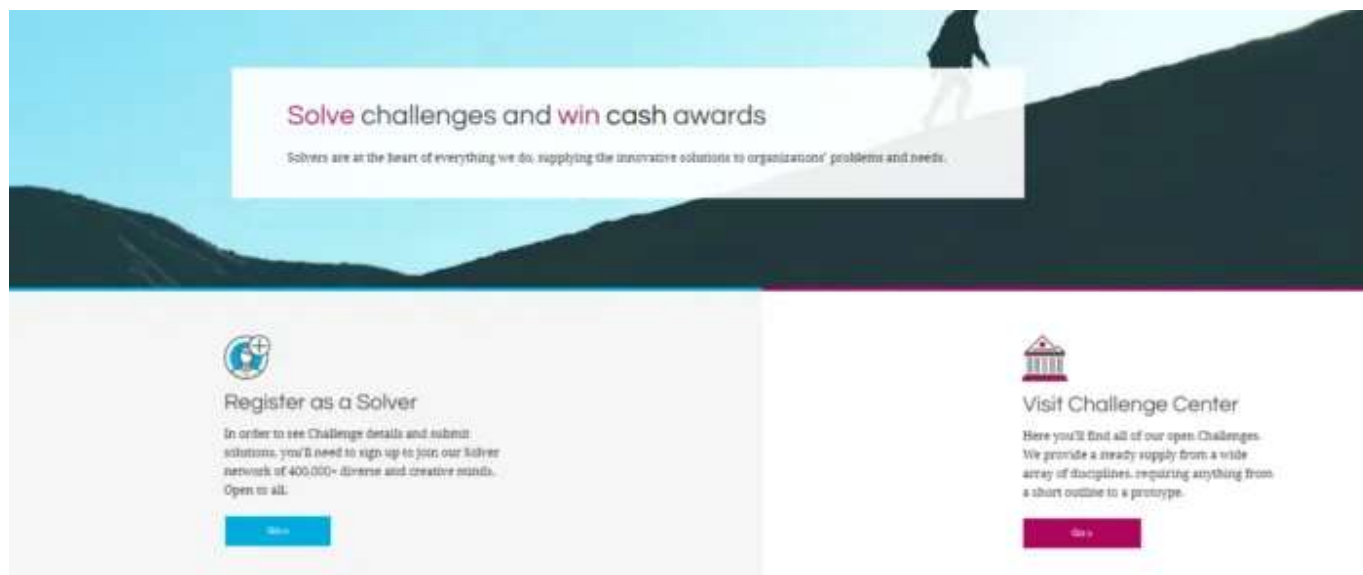 Solve challenges and win cash awards
Solvers are at the heart of everything we do, supplying the innovative solutions to organizations' problems and needs.
Register as a Solver
In order to see Challenge details and submit
solutions, you'll need to sign up to join our Solver
network of 400,000+ diverse and creative minds.
Open to all.
Visit Challenge Center
Here you'll find all of our open Challenges.
We provide a steady supply from a wide
array of disciplines, requiring anything from
a short outline to a protoype.